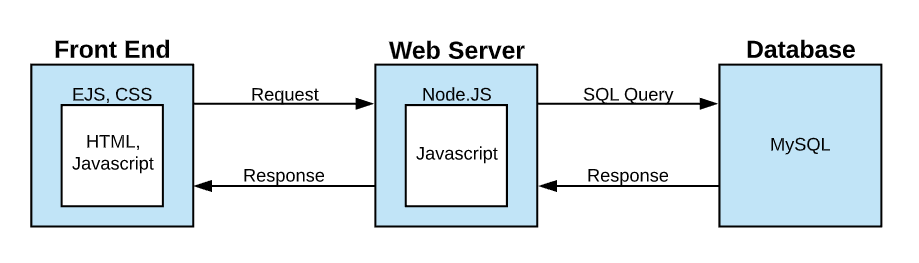 Front End
Web Server
Database
EJS, CSS
HTML,
Javascript
Request
Response
Node.JS
Javascript
SQL Query
Response
MySQL